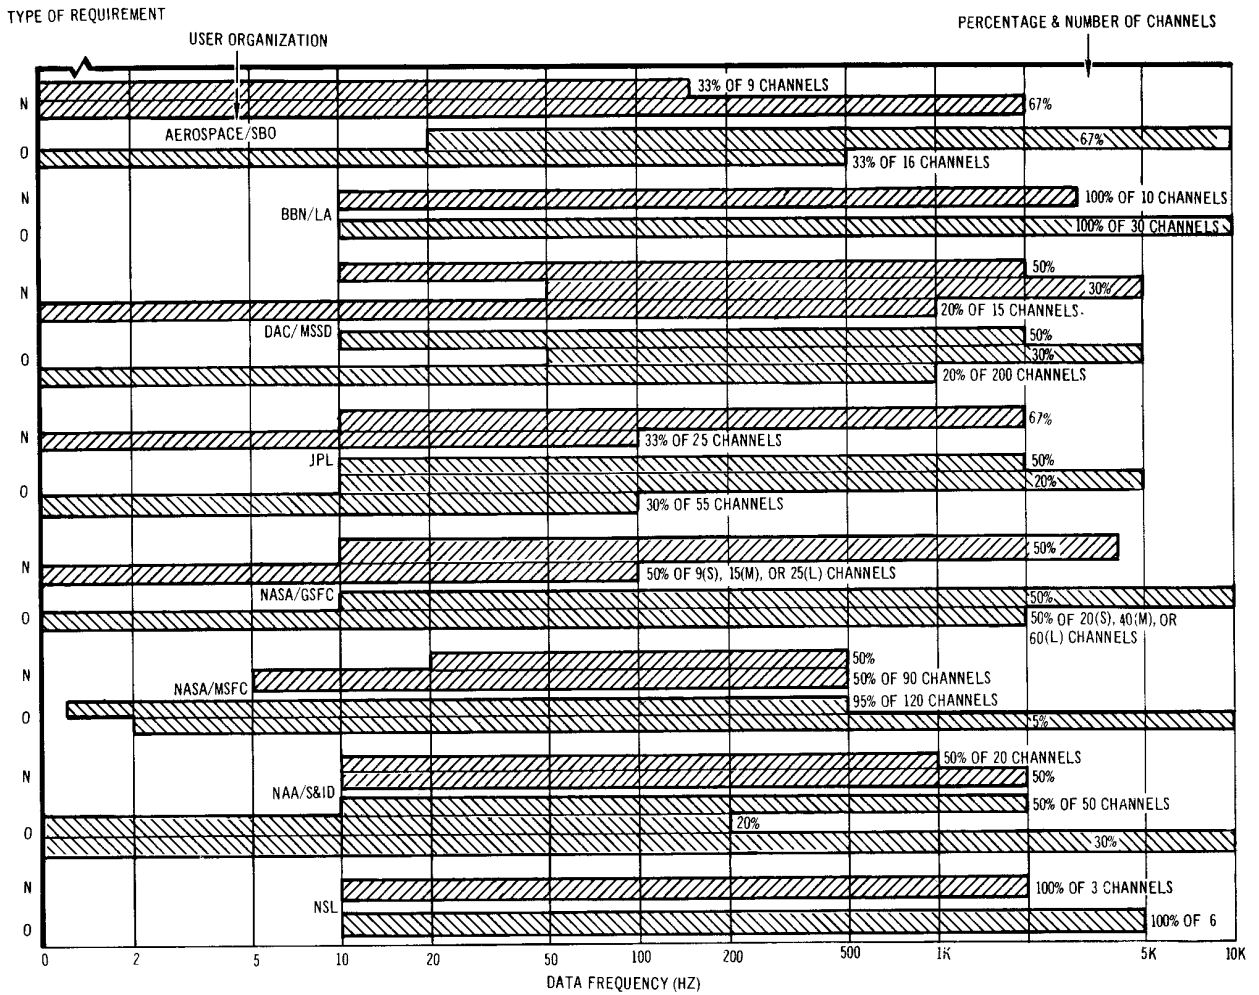 TYPE OF REQUIREMENT
USER ORGANIZATION
PERCENTAGE & NUMBER OF CHANNELS
33% OF 9 CHANNELS
N
67%
AEROSPACE/SBO
67%
O
33% OF 16 CHANNELS
N
100% OF 10 CHANNELS
BBN/LA
O
100% OF 30 CHANNELS
50%
N
30%
20% OF 15 CHANNELS.
DAC/MSSD
50%
O
30%
20% OF 200 CHANNELS
67%
N
33% OF 25 CHANNELS
JPL
50%
O
20%
30% OF 55 CHANNELS
50%
N
50% OF 9(S), 15(M), OR 25(L) CHANNELS
NASA/GSFC
50%
O
50% OF 20(S), 40(M), OR
60(L) CHANNELS
50%
N
50% OF 90 CHANNELS
NASA/MSFC
95% OF 120 CHANNELS
O
5%
50% OF 20 CHANNELS
N
50%
NAA/S&ID
50% OF 50 CHANNELS
20%
O
30%
N
100% OF 3 CHANNELS
NSL
O
100% OF 6
0 2 5 10 20 50 100 200 500 1K 5K 10K
DATA FREQUENCY (HZ)